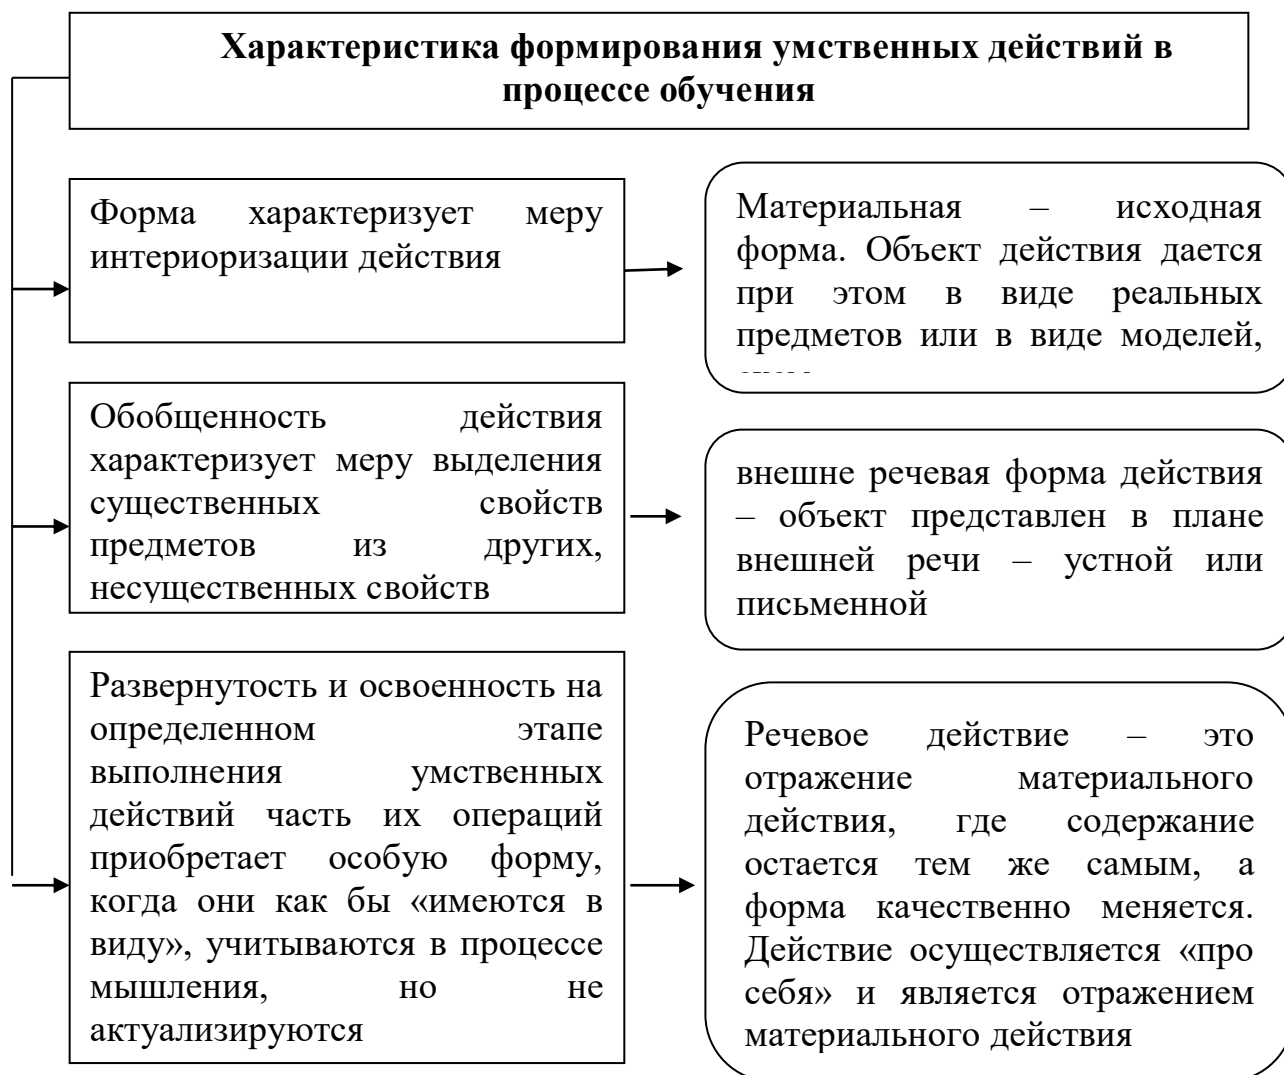 Характеристика формирования умственных действий в
процессе обучения
Форма характеризует меру
интериоризации действия
Материальная – исходная
форма. Объект действия дается
при этом в виде реальных
предметов или в виде моделей,
Обобщенность действия
характеризует меру выделения
существенных свойств
предметов из других,
несущественных свойств
внешне речевая форма действия
– объект представлен в плане
внешней речи – устной или
письменной
Развернутость и освоенность на
определенном этапе
выполнения умственных
действий часть их операций
приобретает особую форму,
когда они как бы «имеются в
виду», учитываются в процессе
мышления, но не
актуализируются
Речевое действие – это
отражение материального
действия, где содержание
остается тем же самым, а
форма качественно меняется.
Действие осуществляется «про
себя» и является отражением
материального действия